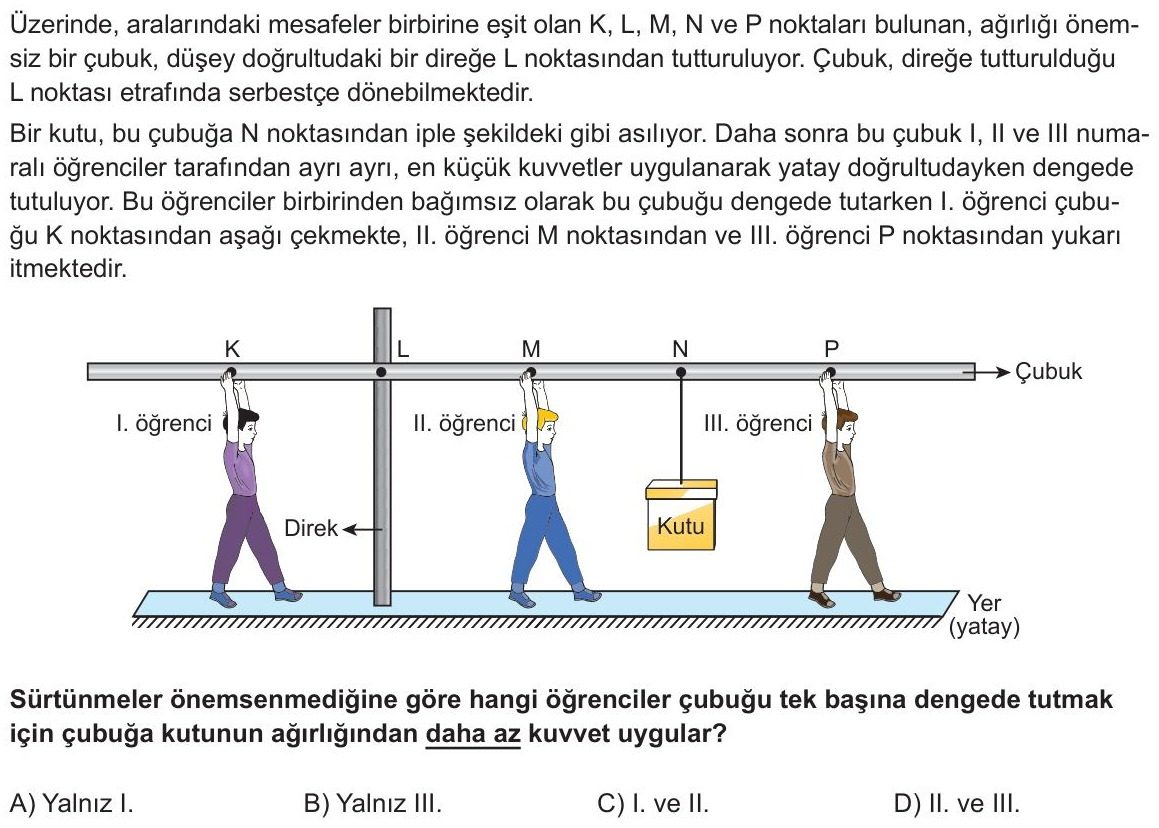 Üzerinde, aralarındaki mesafeler birbirine eşit olan K, L, M, N ve P noktaları bulunan, ağırlığı önem-
siz bir çubuk, düşey doğrultudaki bir direğe L noktasından tutturuluyor. Çubuk, direğe tutturulduğu
L noktası etrafında serbestçe dönebilmektedir.
Bir kutu, bu çubuğa N noktasından iple şekildeki gibi asılıyor. Daha sonra bu çubuk I, II ve III numa-
ralı öğrenciler tarafından ayrı ayrı, en küçük kuvvetler uygulanarak yatay doğrultudayken dengede
tutuluyor. Bu öğrenciler birbirinden bağımsız olarak bu çubuğu dengede tutarken I. öğrenci çubu-
ğu K noktasından aşağı çekmekte, II. öğrenci M noktasından ve III. öğrenci P noktasından yukarı
itmektedir.
K L M N P
Çubuk
I. öğrenci II. öğrenci III. öğrenci
Direk
Kutu
Yer
(yatay)
Sürtünmeler önemsenmediğine göre hangi öğrenciler çubuğu tek başına dengede tutmak
için çubuğa kutunun ağırlığından daha az kuvvet uygular?
A) Yalnız I. B) Yalnız III. C) I. ve II. D) II. ve III.